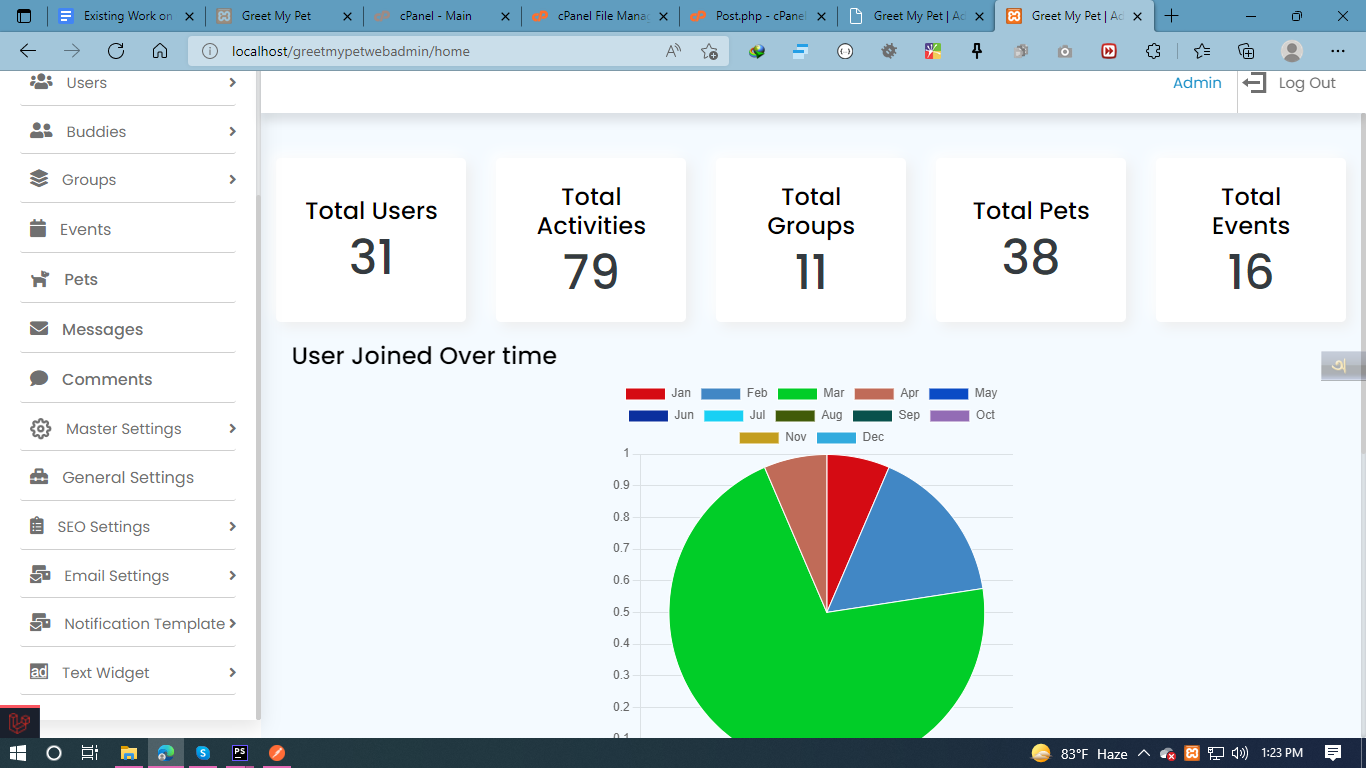 Existing Work on
Greet My Pet
cPanel - Main
cPanel File Mana
Post.php - cPanel
Greet My Pet | Ad
Greet My Pet | Ad
localhost/greetmypetwebadmin/home
Users
Admin
Log Out
Buddies
Groups
Events
Pets
Messages
Comments
Master Settings
General Settings
SEO Settings
Email Settings
Notification Template
ad Text Widget
Total Users
31
Total
Activities
79
Total
Groups
11
Total Pets
38
Total
Events
16
User Joined Over time
অ
Jan Feb Mar Apr May
Jun Jul Aug Sep Oct
Nov Dec
1
0.9
0.8
0.7
0.6
0.5
0.4
0.3
0.2
0.1
83°F Haze
1:23 PM